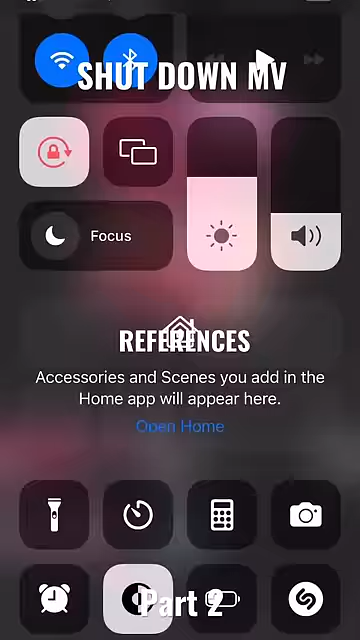 SHUT DOWN MV
Focus
REFERENCES
Accessories and Scenes you add in the
Home app will appear here.
Open Home
Part 2